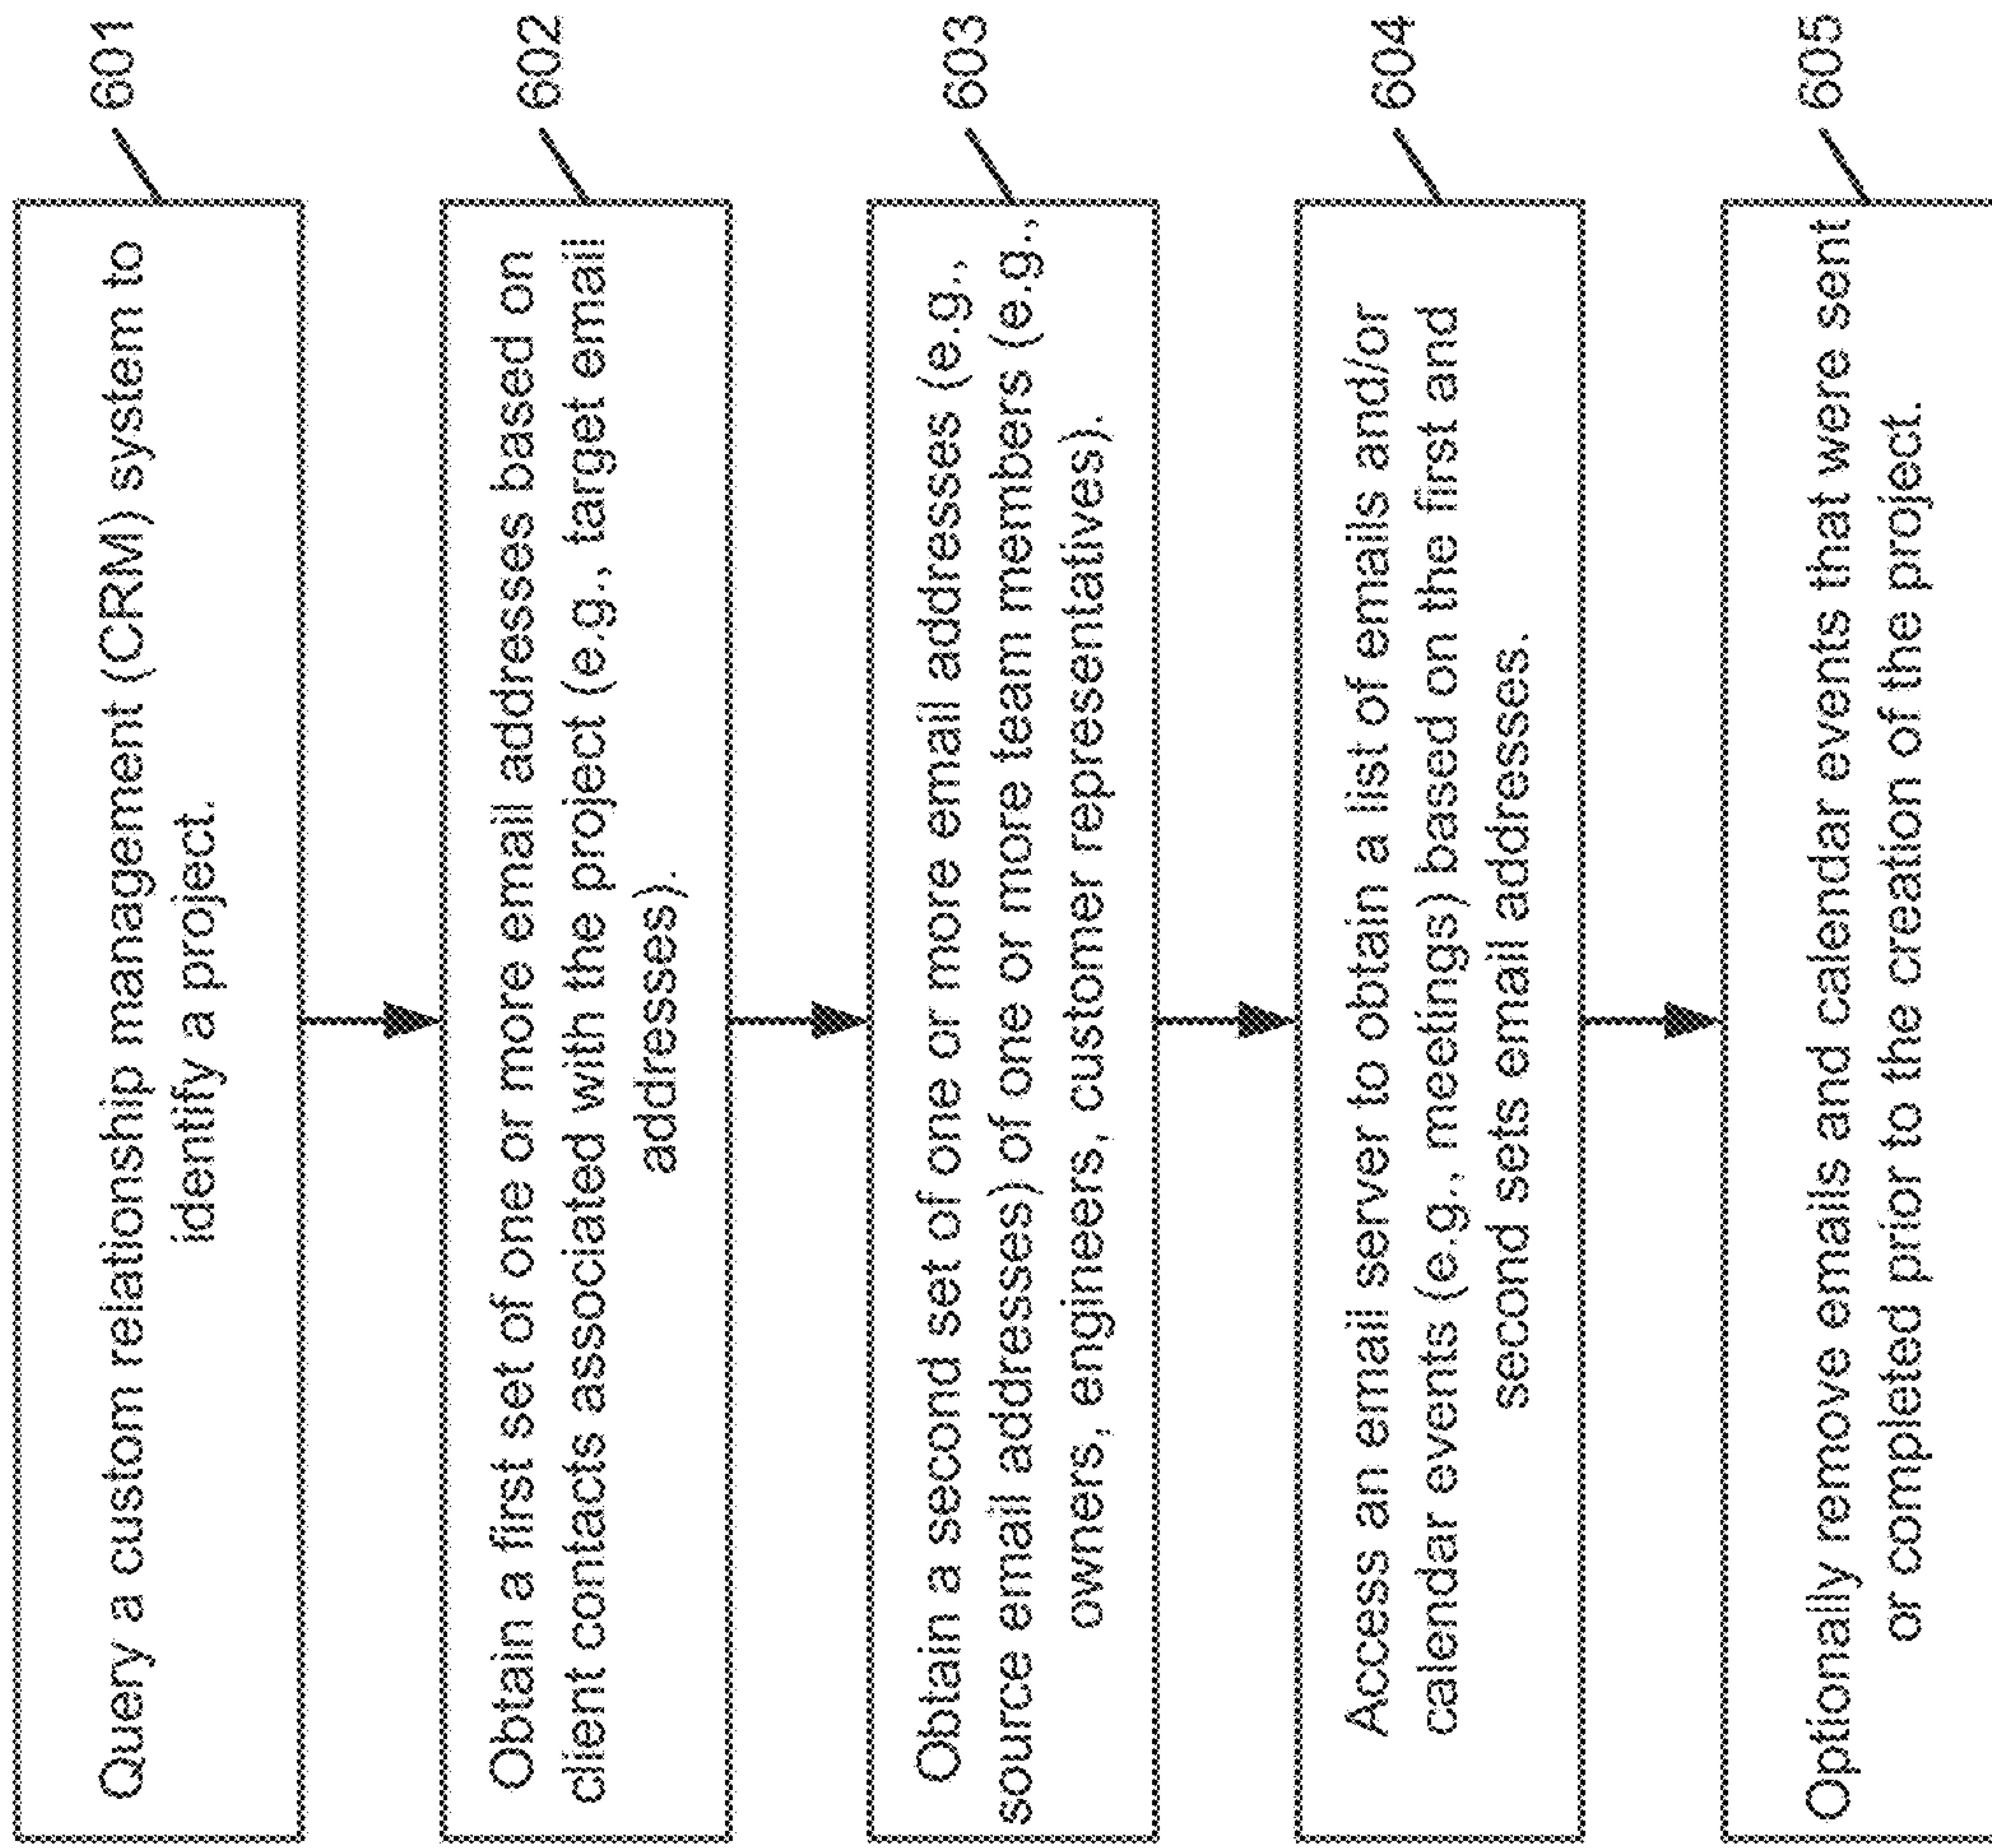 Query a custom relationship management (CRM) system to
identify a project.
601
Obtain a first set of one or more email addresses based on
client contacts associated with the project (e.g., target email
addresses).
602
Obtain a second set of one or more email addresses (e.g.,
source email addresses) of one or more team members (e.g.,
owners, engineers, customer representatives).
603
Access an email server to obtain a list of emails and/or
calendar events (e.g., meetings) based on the first and
second sets email addresses.
604
Optionally remove emails and calendar events that were sent
or completed prior to the creation of the project.
605